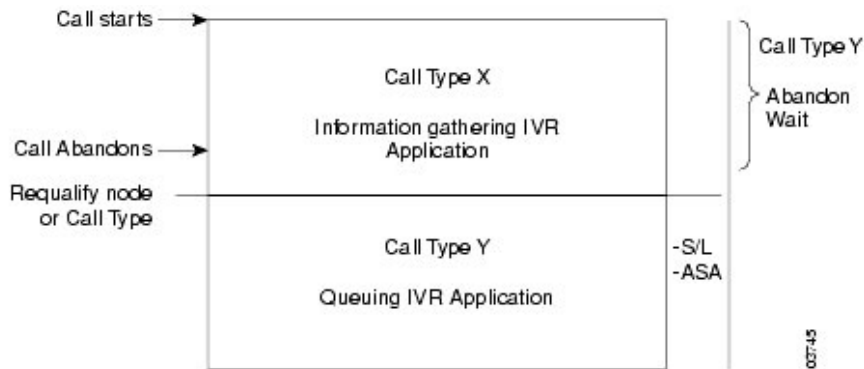 Call starts
Call Type X
Information gathering IVR
Application
Call Type Y
Abandon
Wait
Call Abandons
Requalify node
or Call Type
Call Type Y
Queuing IVR Application
-S/L
-ASA
03745